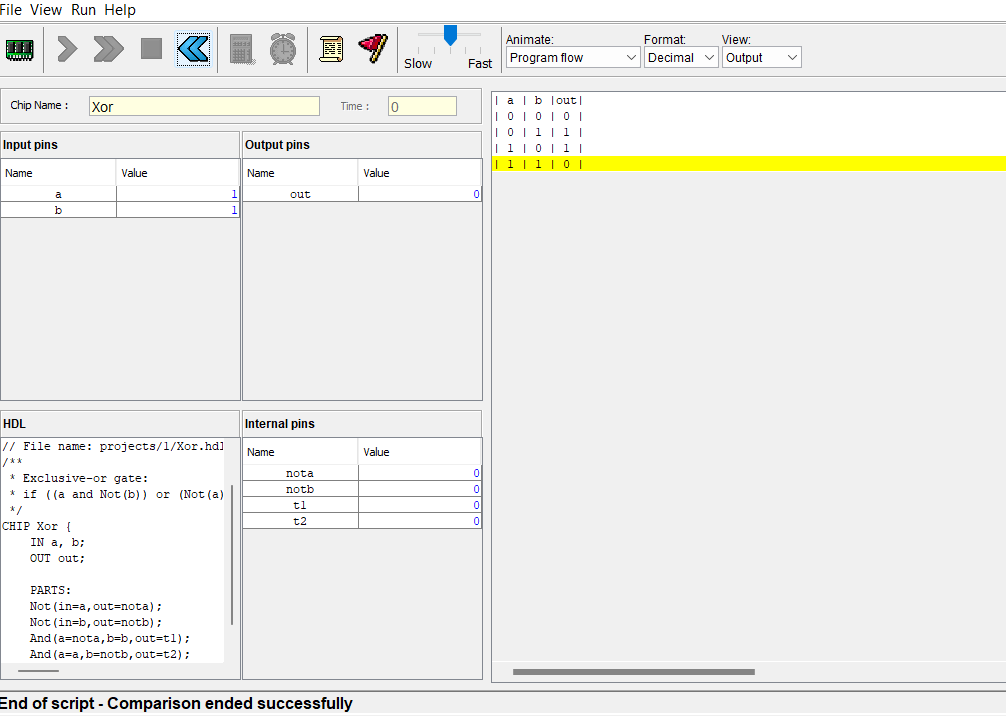 File View Run Help
Animate: Format: View:
Slow Fast Program flow Decimal Output
Chip Name : Xor Time : 0
Input pins
Name Value
a 1
b 1
Output pins
Name Value
out 0
HDL
// File name: projects/1/Xor.hdl
/**
* Exclusive-or gate:
* if ((a and Not(b)) or (Not(a)
*/
CHIP Xor {
IN a, b;
OUT out;
PARTS:
Not(in=a,out=nota);
Not(in=b,out=notb);
And(a=nota,b=b,out=t1);
And(a=a,b=notb,out=t2);
Internal pins
Name Value
nota 0
notb 0
t1 0
t2 0
| a | b |out|
| 0 | 0 | 0 |
| 0 | 1 | 1 |
| 1 | 0 | 1 |
| 1 | 1 | 0 |
End of script - Comparison ended successfully